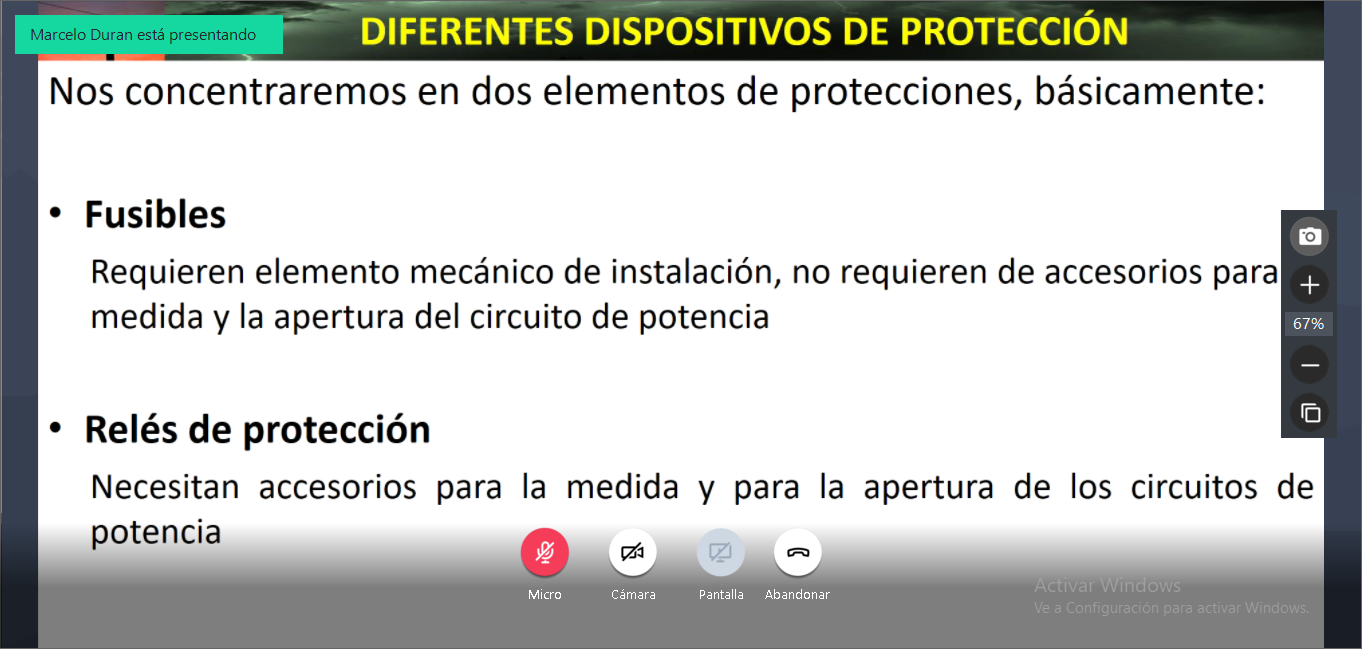 Marcelo Duran está presentando
DIFERENTES DISPOSITIVOS DE PROTECCIÓN
Nos concentraremos en dos elementos de protecciones, básicamente:
• Fusibles
Requieren elemento mecánico de instalación, no requieren de accesorios para
medida y la apertura del circuito de potencia
67%
• Relés de protección
Necesitan accesorios para la medida y para la apertura de los circuitos de
potencia
Micro
Cámara
Pantalla
Abandonar
Activar Windows
Ve a Configuración para activar Windows.